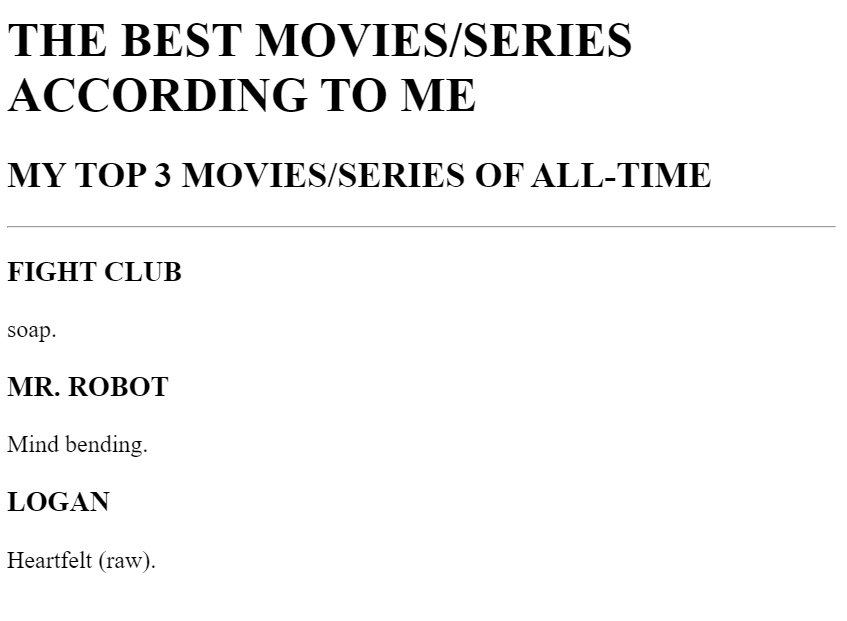 THE BEST MOVIES/SERIES
ACCORDING TO ME
MY TOP 3 MOVIES/SERIES OF ALL-TIME
FIGHT CLUB
soap.
MR. ROBOT
Mind bending.
LOGAN
Heartfelt (raw).